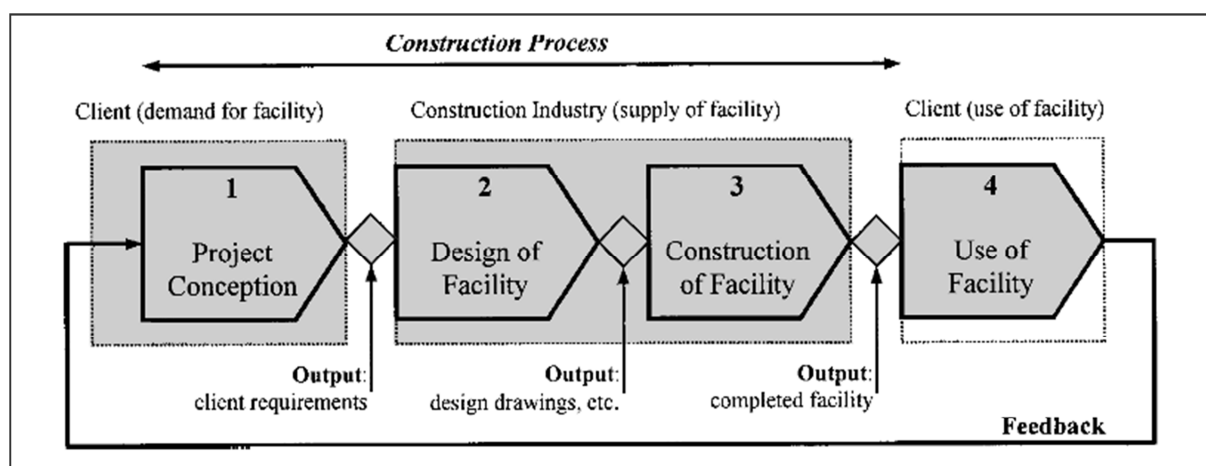 Construction Process
Client (demand for facility)
Construction Industry (supply of facility)
Client (use of facility)
1
Project
Conception
2
Design of
Facility
3
Construction
of Facility
4
Use of
Facility
Output:
client requirements
Output:
design drawings, etc.
Output:
completed facility
Feedback